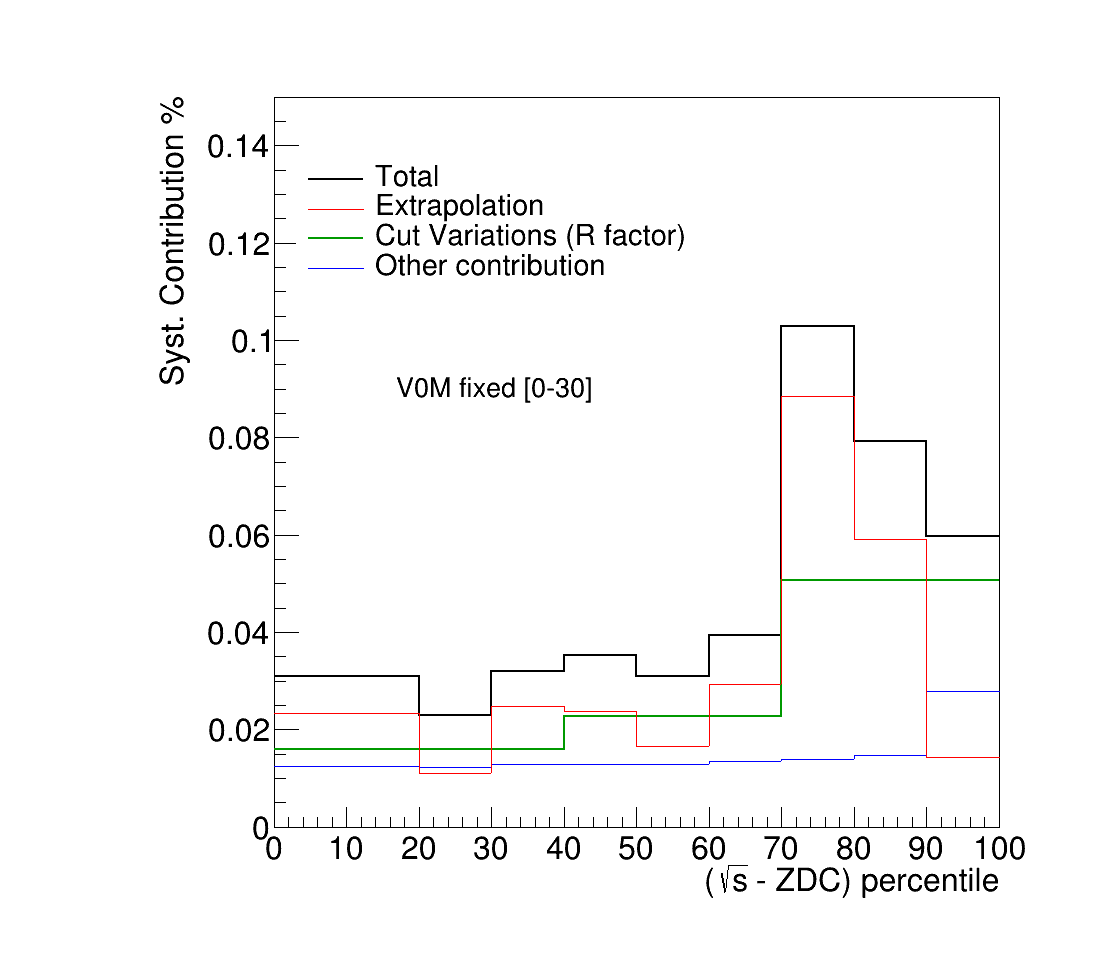 Syst. Contribution %
0.14
0.12
0.1
0.08
0.06
0.04
0.02
0
Total
Extrapolation
Cut Variations (R factor)
Other contribution
V0M fixed [0-30]
0 10 20 30 40 50 60 70 80 90 100
(√s - ZDC) percentile